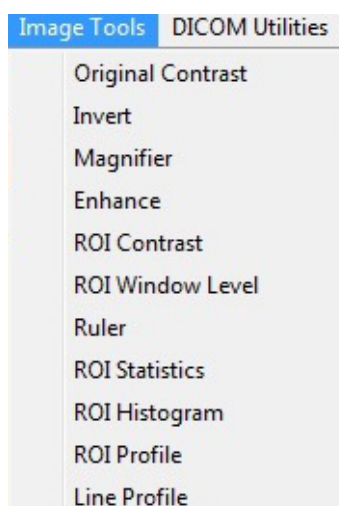 Image Tools DICOM Utilities
Original Contrast
Invert
Magnifier
Enhance
ROI Contrast
ROI Window Level
Ruler
ROI Statistics
ROI Histogram
ROI Profile
Line Profile